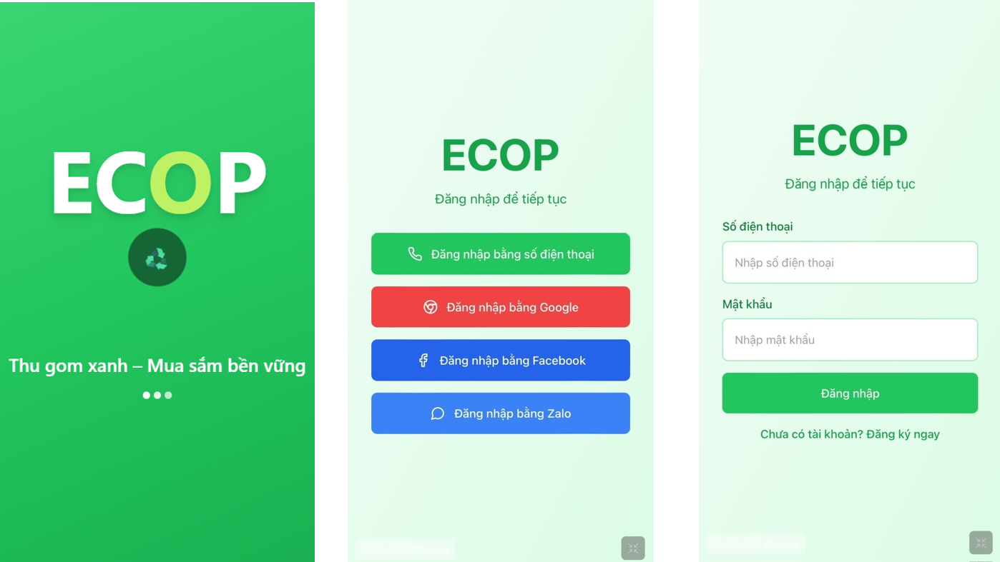 ECOP
Thu gom xanh – Mua sắm bền vững
ECOP
Đăng nhập để tiếp tục
Đăng nhập bằng số điện thoại
Đăng nhập bằng Google
Đăng nhập bằng Facebook
Đăng nhập bằng Zalo
ECOP
Đăng nhập để tiếp tục
Số điện thoại
Nhập số điện thoại
Mật khẩu
Nhập mật khẩu
Đăng nhập
Chưa có tài khoản? Đăng ký ngay